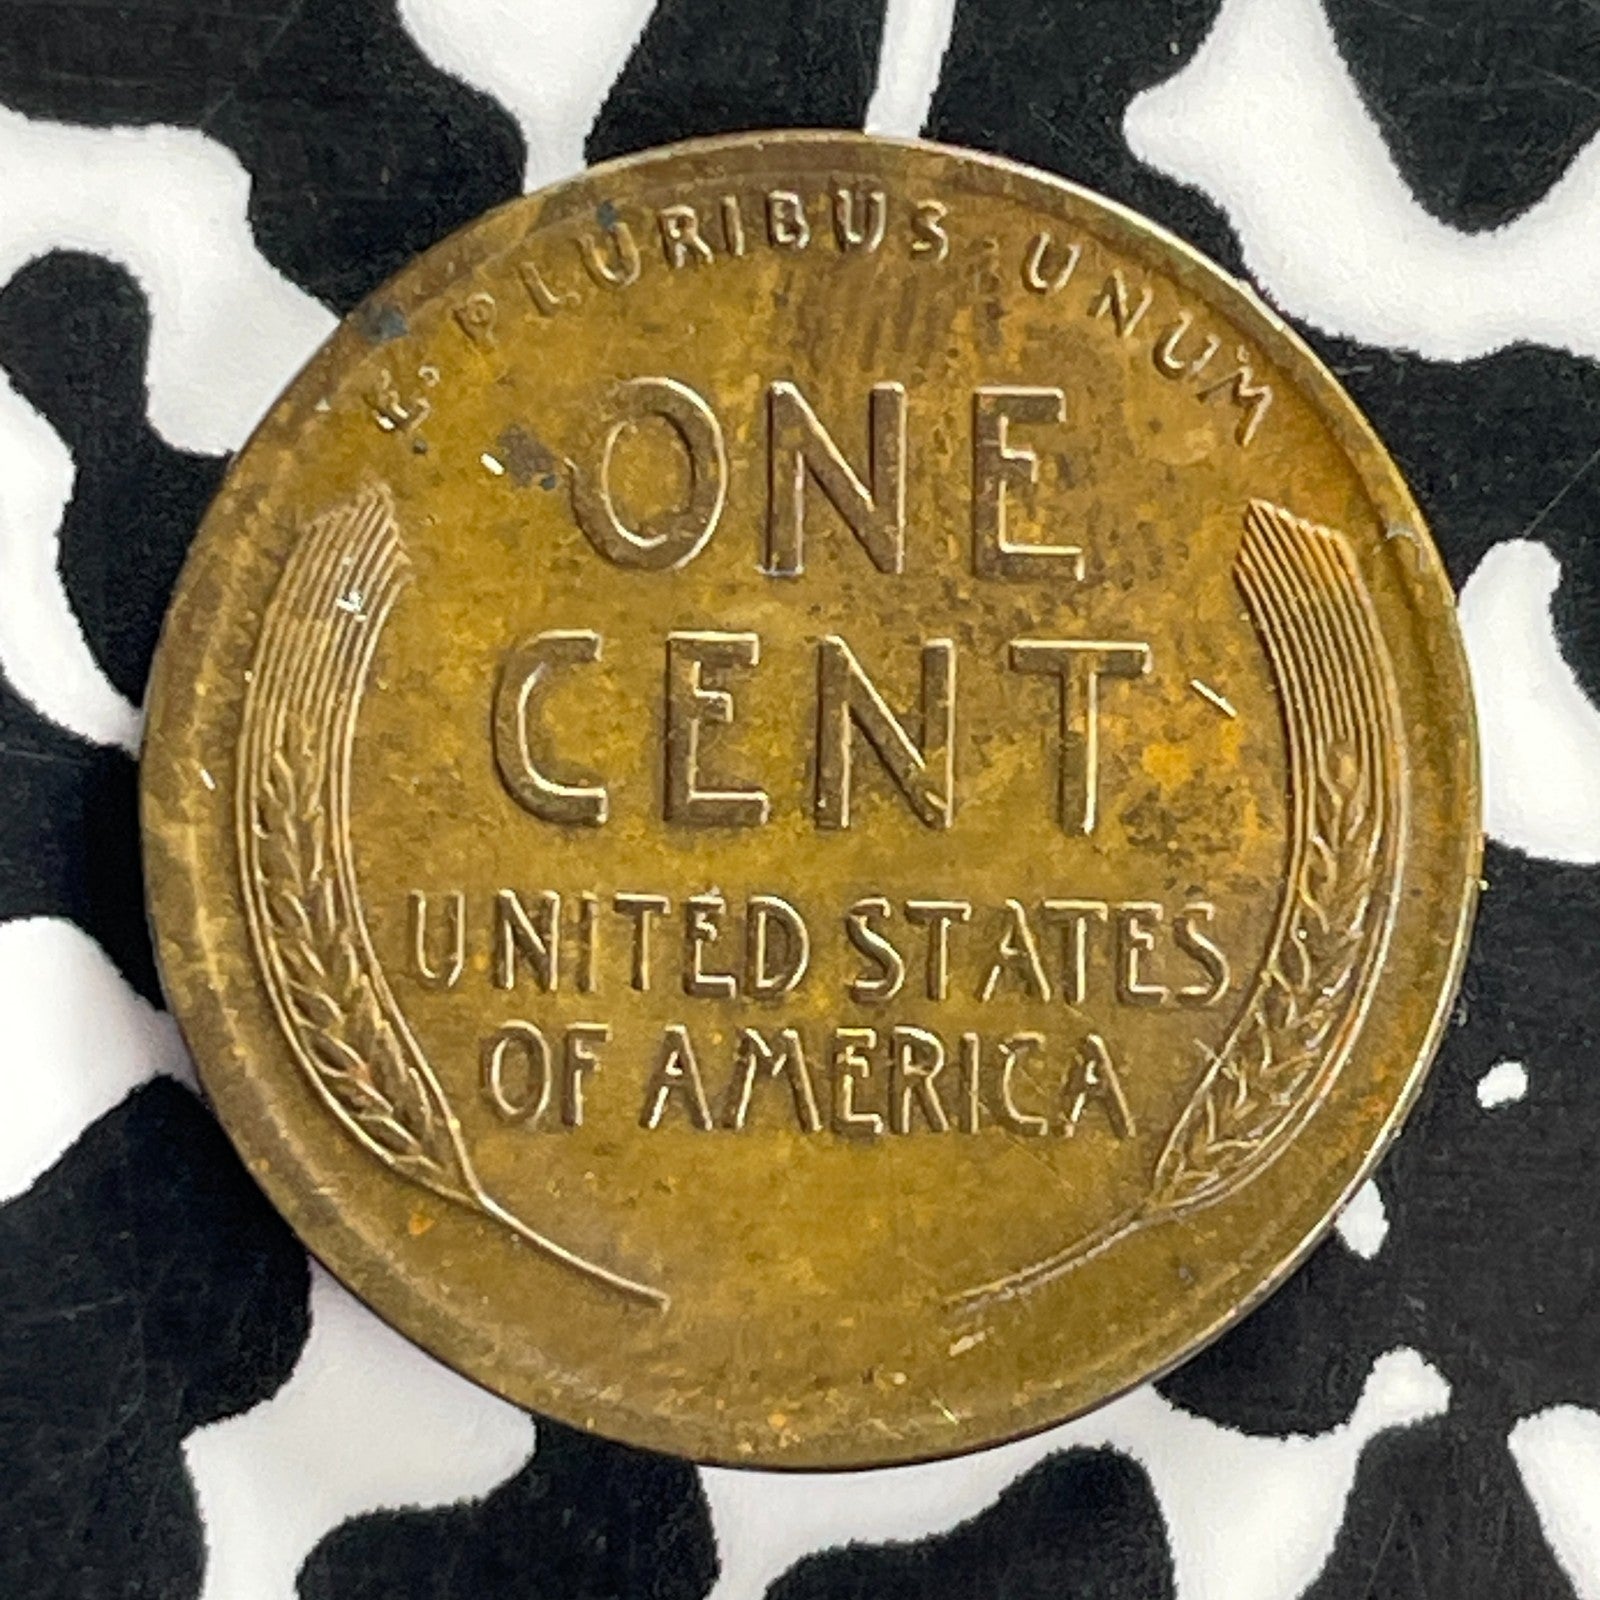 E. PLURIBUS UNUM
ONE
CENT
UNITED STATES
OF AMERICA